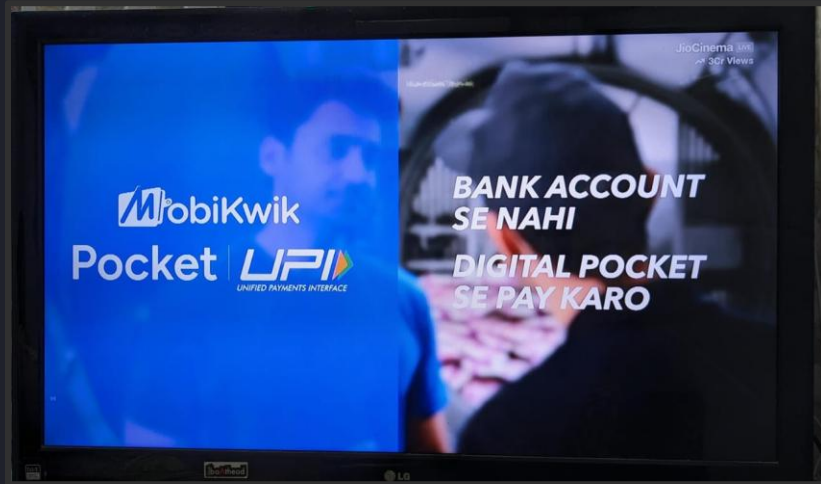 JioCinema LIVE
3Cr Views
MobiKwik
Pocket UPI
UNIFIED PAYMENTS INTERFACE
BANK ACCOUNT
SE NAHI
DIGITAL POCKET
SE PAY KARO
LG